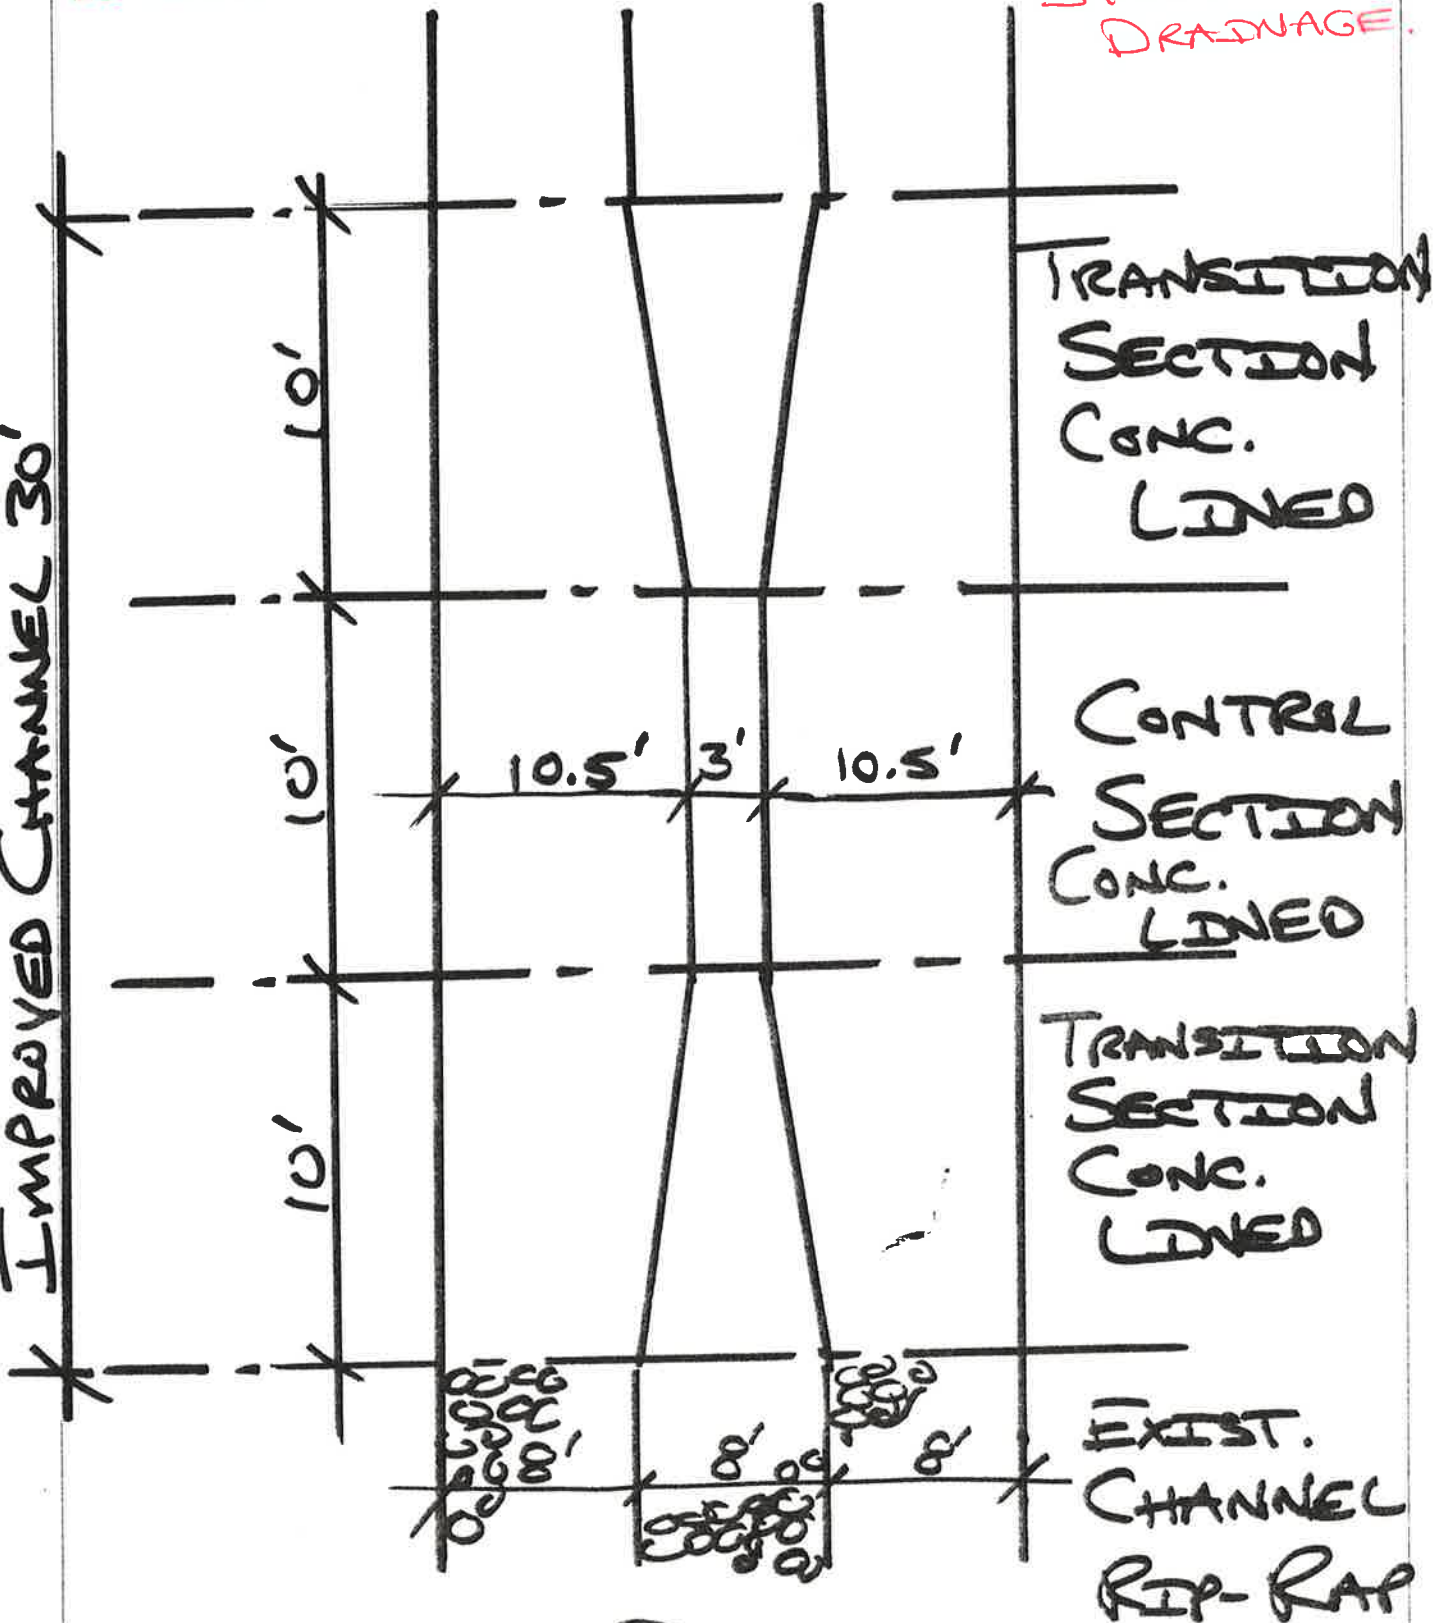 DRAINAGE.
TRANSITION
SECTION
CONC.
LINED
10'
IMPROVED CHANNEL 30'
CONTROL
SECTION
CONC.
LINED
10.5' 3' 10.5'
10'
TRANSITION
SECTION
CONC.
LINED
10'
8' 8' 8'
EXIST.
CHANNEL
RIP-RAP